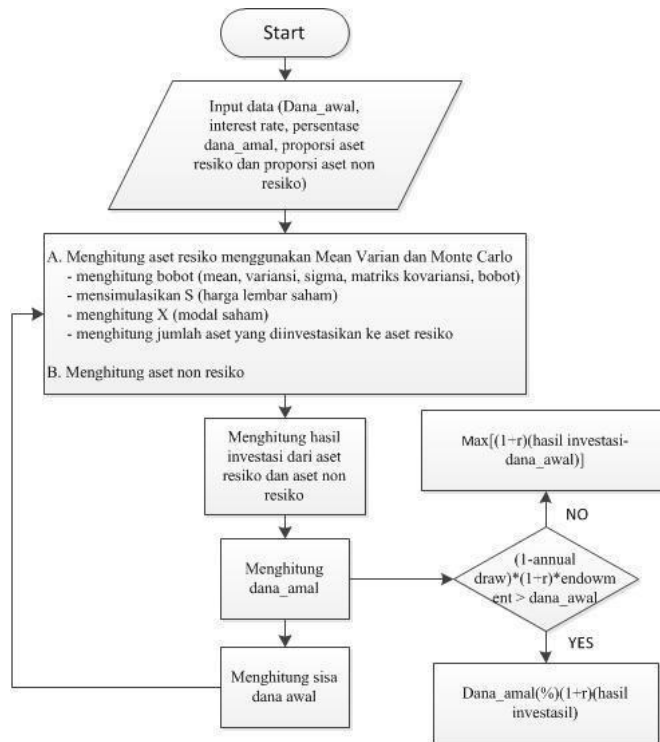 Start
Input data (Dana_awal,
interest rate, persentase
dana_amal, proporsi aset
resiko dan proporsi aset non
resiko)
A. Menghitung aset resiko menggunakan Mean Varian dan Monte Carlo
- menghitung bobot (mean, variansi, sigma, matriks kovariansi, bobot)
- mensimulasikan S (harga lembar saham)
- menghitung X (modal saham)
- menghitung jumlah aset yang diinvestasikan ke aset resiko
B. Menghitung aset non resiko
Menghitung hasil
investasi dari aset
resiko dan aset non
resiko
Max[(1+r)(hasil investasi-
dana_awal)]
NO
Menghitung
dana_amal
(1-annual
draw)*(1+r)*endowm
ent > dana_awal
YES
Menghitung sisa
dana awal
Dana_amal(%)(1+r)(hasil
investasil)